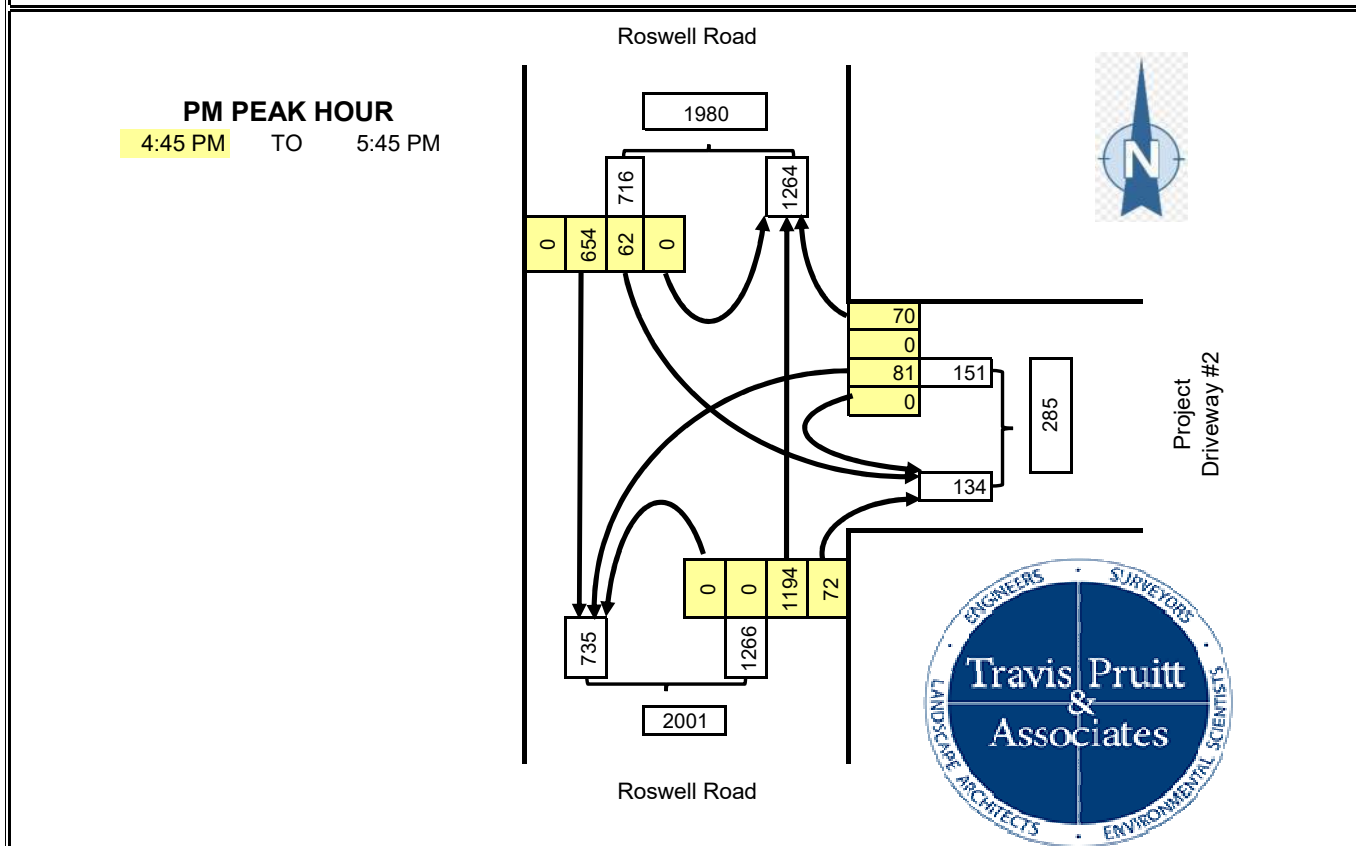 Roswell Road
PM PEAK HOUR
4:45 PM TO 5:45 PM
1980
716
1264
0 654 62 0
N
70
0
81 151
0
285
Project
Driveway #2
134
0 0 1194 72
735
1266
2001
Roswell Road
ENGINEERS · SURVEYORS
Travis Pruitt
&
Associates
LANDSCAPE ARCHITECTS · ENVIRONMENTAL SCIENTISTS